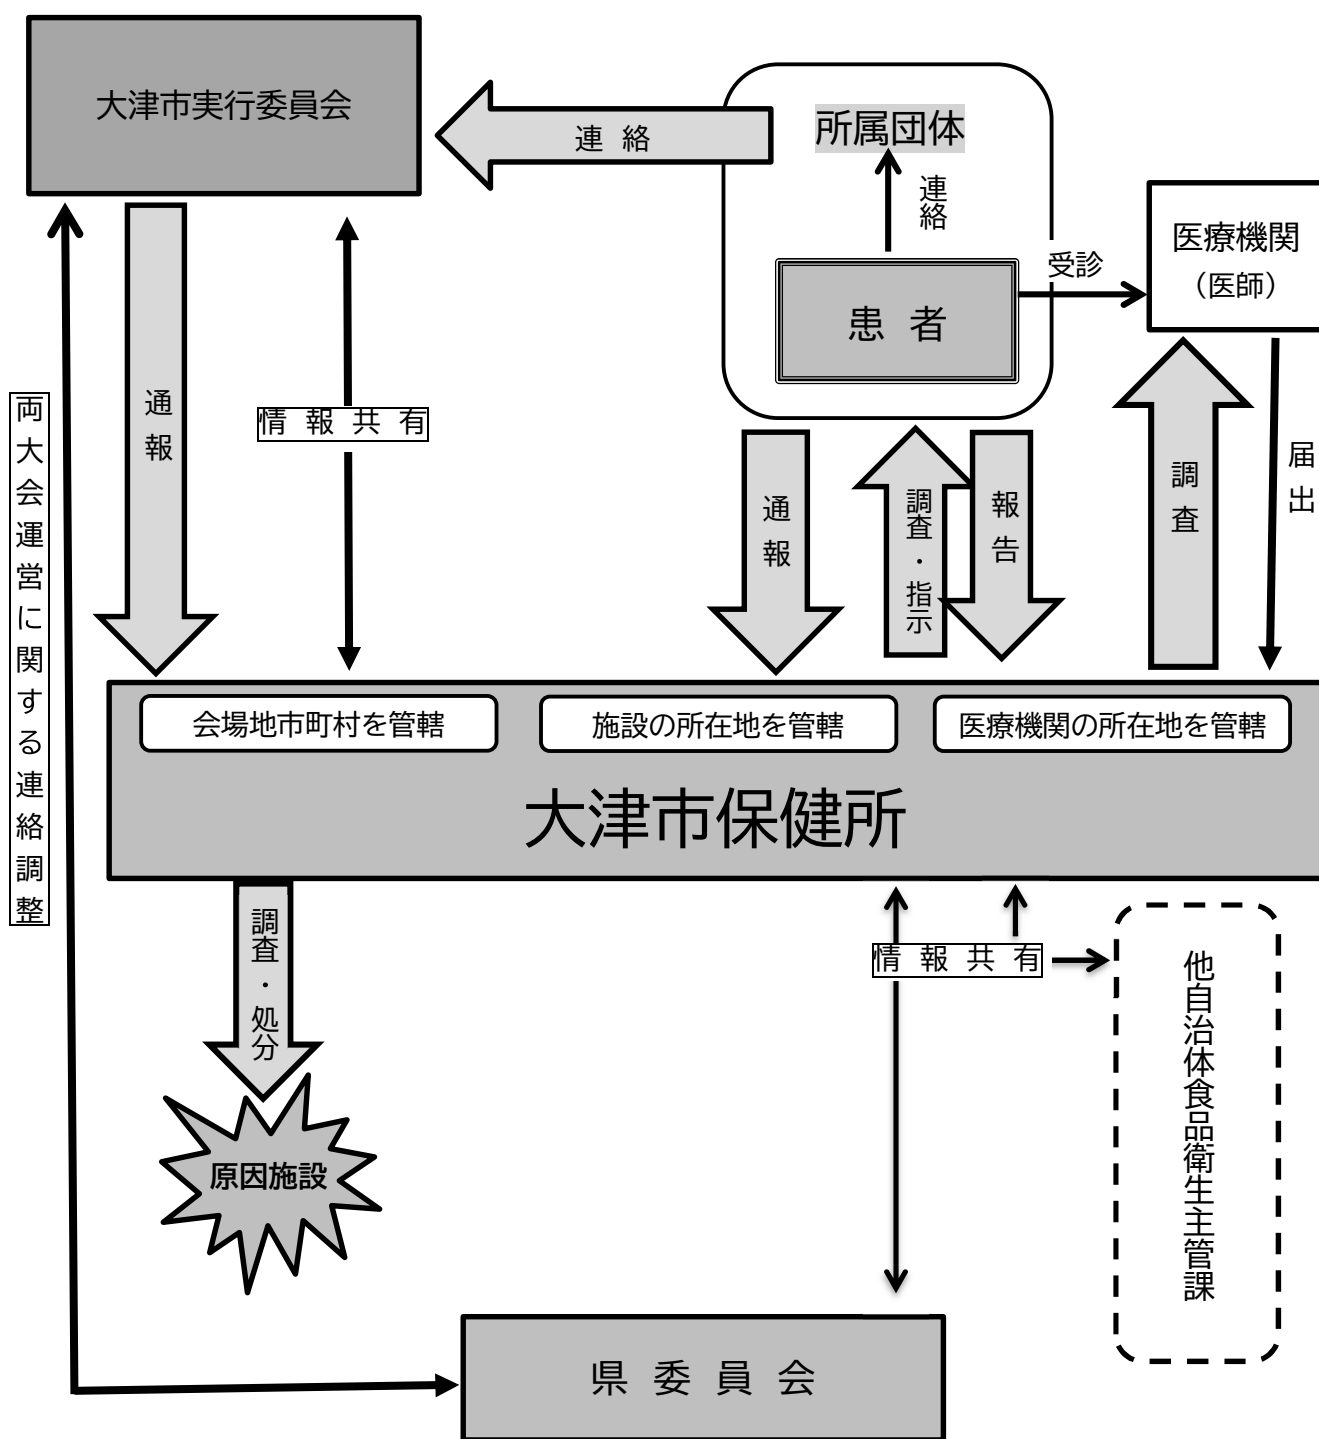 大津市実行委員会
連 絡
所属団体
連絡
患 者
受診
医療機関
（医師）
通報
情 報 共 有
両大会運営に関する連絡調整
通報
調査・指示
報告
調査
届出
会場地市町村を管轄
施設の所在地を管轄
医療機関の所在地を管轄
大津市保健所
調査・処分
情 報 共 有
他自治体食品衛生主管課
原因施設
県 委 員 会